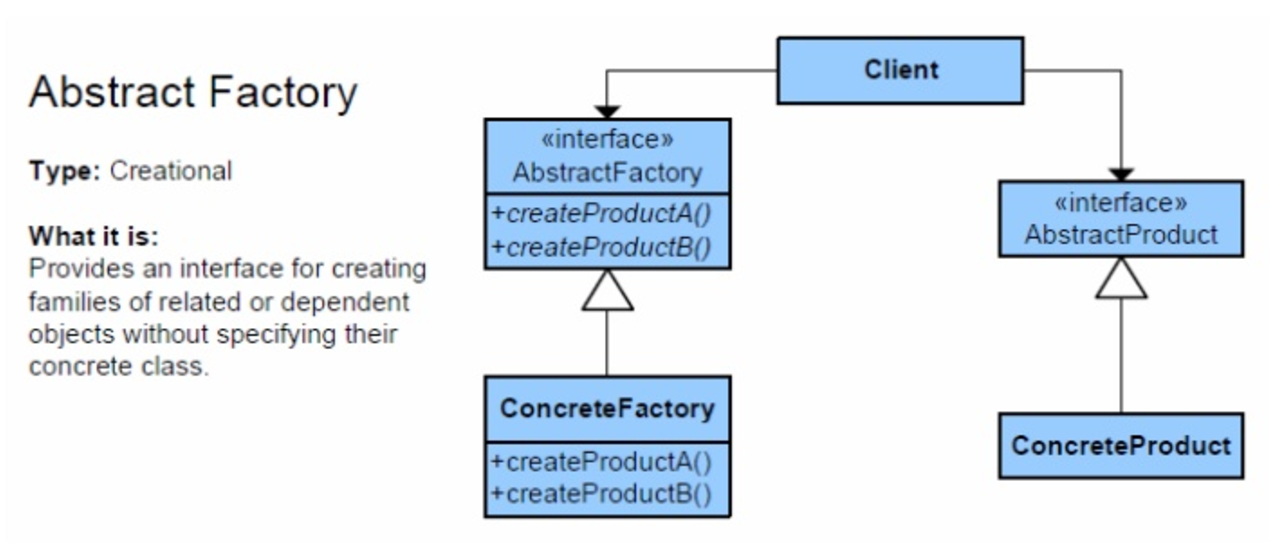 Abstract Factory
Type: Creational
What it is:
Provides an interface for creating
families of related or dependent
objects without specifying their
concrete class.
Client
«interface»
AbstractFactory
+createProductA()
+createProductB()
«interface»
AbstractProduct
ConcreteFactory
+createProductA()
+createProductB()
ConcreteProduct